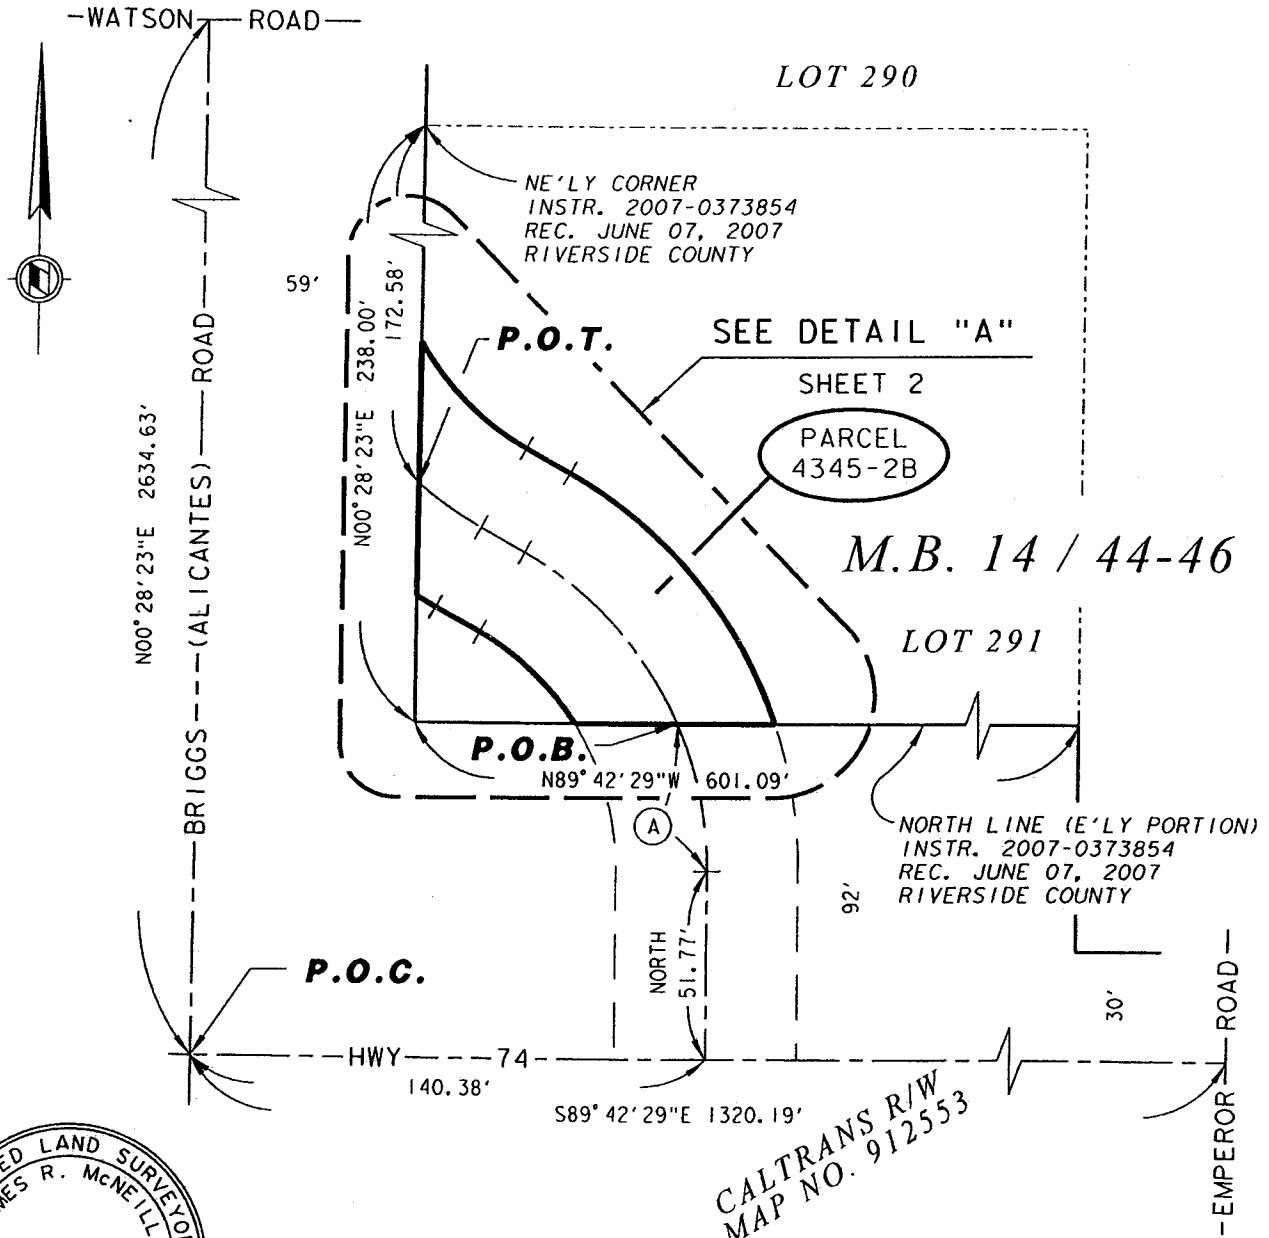 -WATSON- ROAD-
LOT 290
NE'LY CORNER
INSTR. 2007-0373854
REC. JUNE 07, 2007
RIVERSIDE COUNTY
59'
N00°28'23"E 238.00'
172.58'
P.O.T.
SEE DETAIL "A"
SHEET 2
PARCEL
4345-2B
M.B. 14 / 44-46
LOT 291
N00°28'23"E 2634.63'
BRIGGS--(ALICANTES)-ROAD-
P.O.B.
N89°42'29"W 601.09'
A
NORTH LINE (E'LY PORTION)
INSTR. 2007-0373854
REC. JUNE 07, 2007
RIVERSIDE COUNTY
92'
NORTH
51.77'
P.O.C.
30'
-HWY---74-
140.38'
S89°42'29"E 1320.19'
CALTRANS R/W
MAP NO. 912553
-EMPEROR-ROAD-
ED LAND SURVEYO
MES R. McNEILL